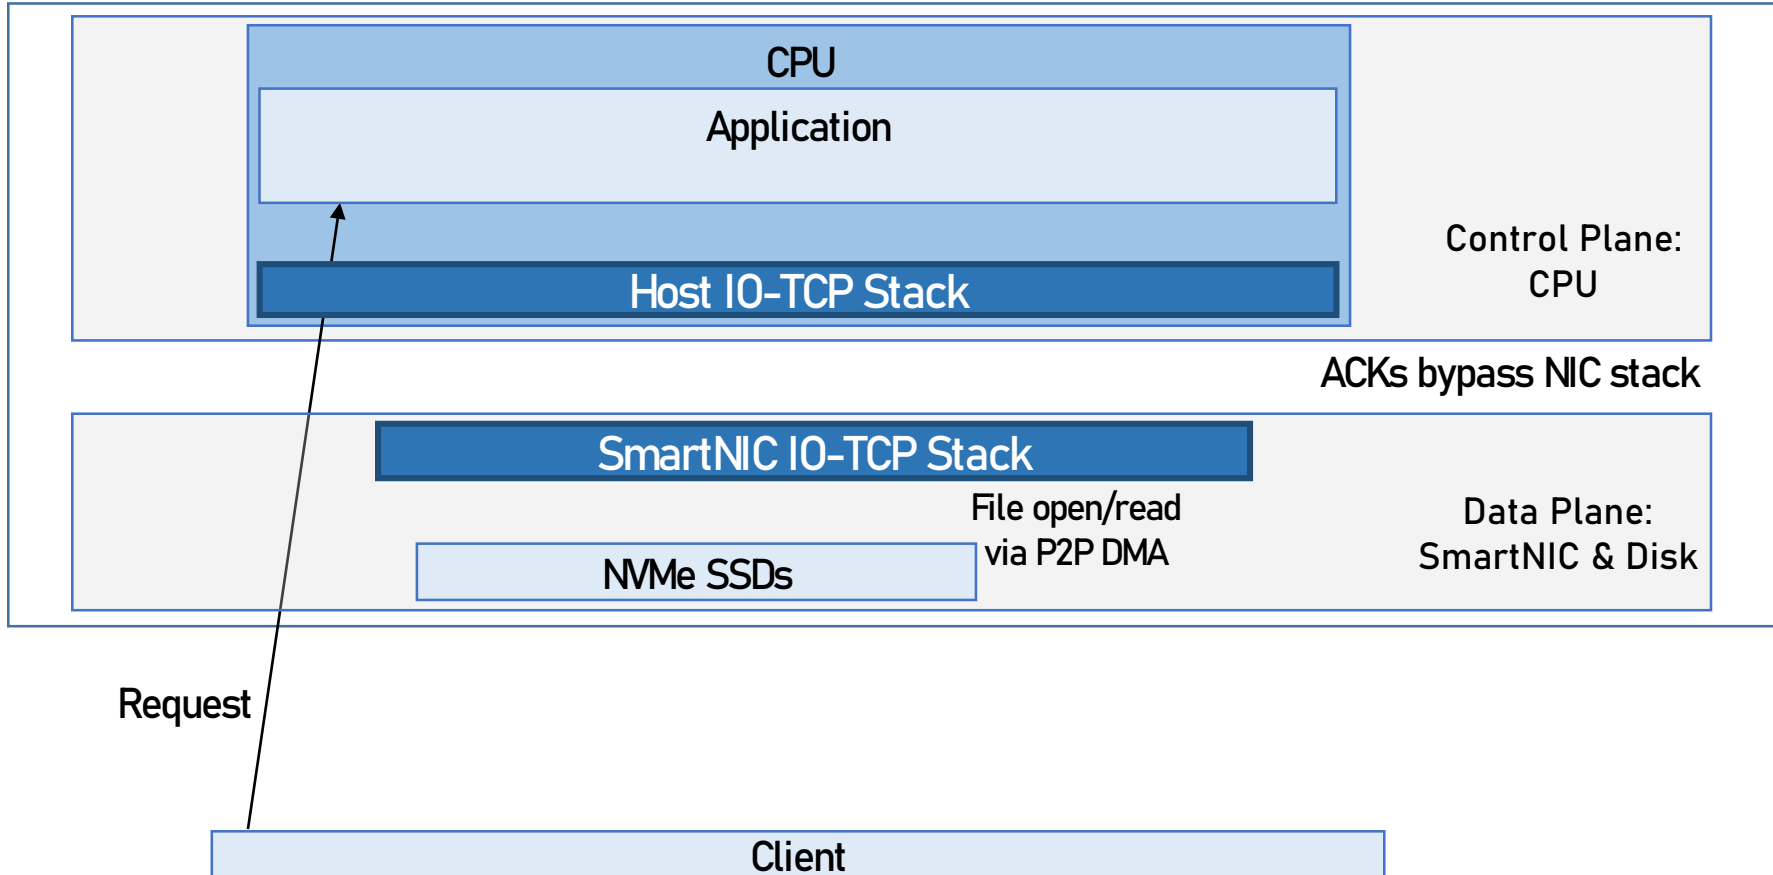 CPU
Application
Host IO-TCP Stack
Control Plane:
CPU
ACKs bypass NIC stack
SmartNIC IO-TCP Stack
File open/read
via P2P DMA
NVMe SSDs
Data Plane:
SmartNIC & Disk
Request
Client